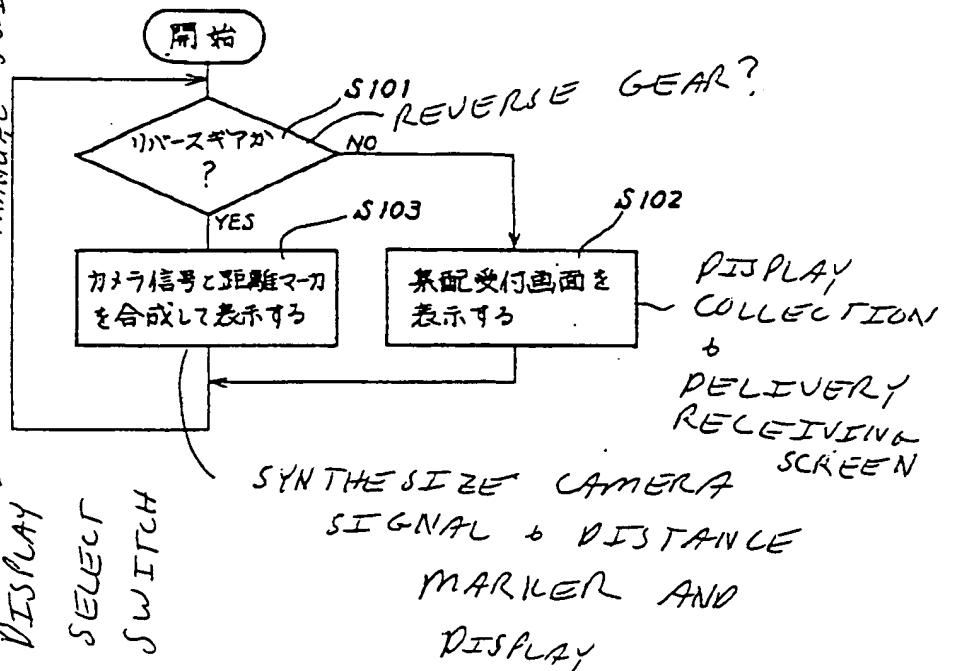 開始
S101
REVERSE GEAR?
リバースギアか
?
NO
YES
S103
S102
カメラ信号と距離マーカ
を合成して表示する
集配受付画面を
表示する
DISPLAY
COLLECTION
&
DELIVERY
RECEIVING
SCREEN
SYNTHESIZE CAMERA
SIGNAL & DISTANCE
MARKER AND
DISPLAY
DISPLAY
SELECT
SWITCH
MANUAL